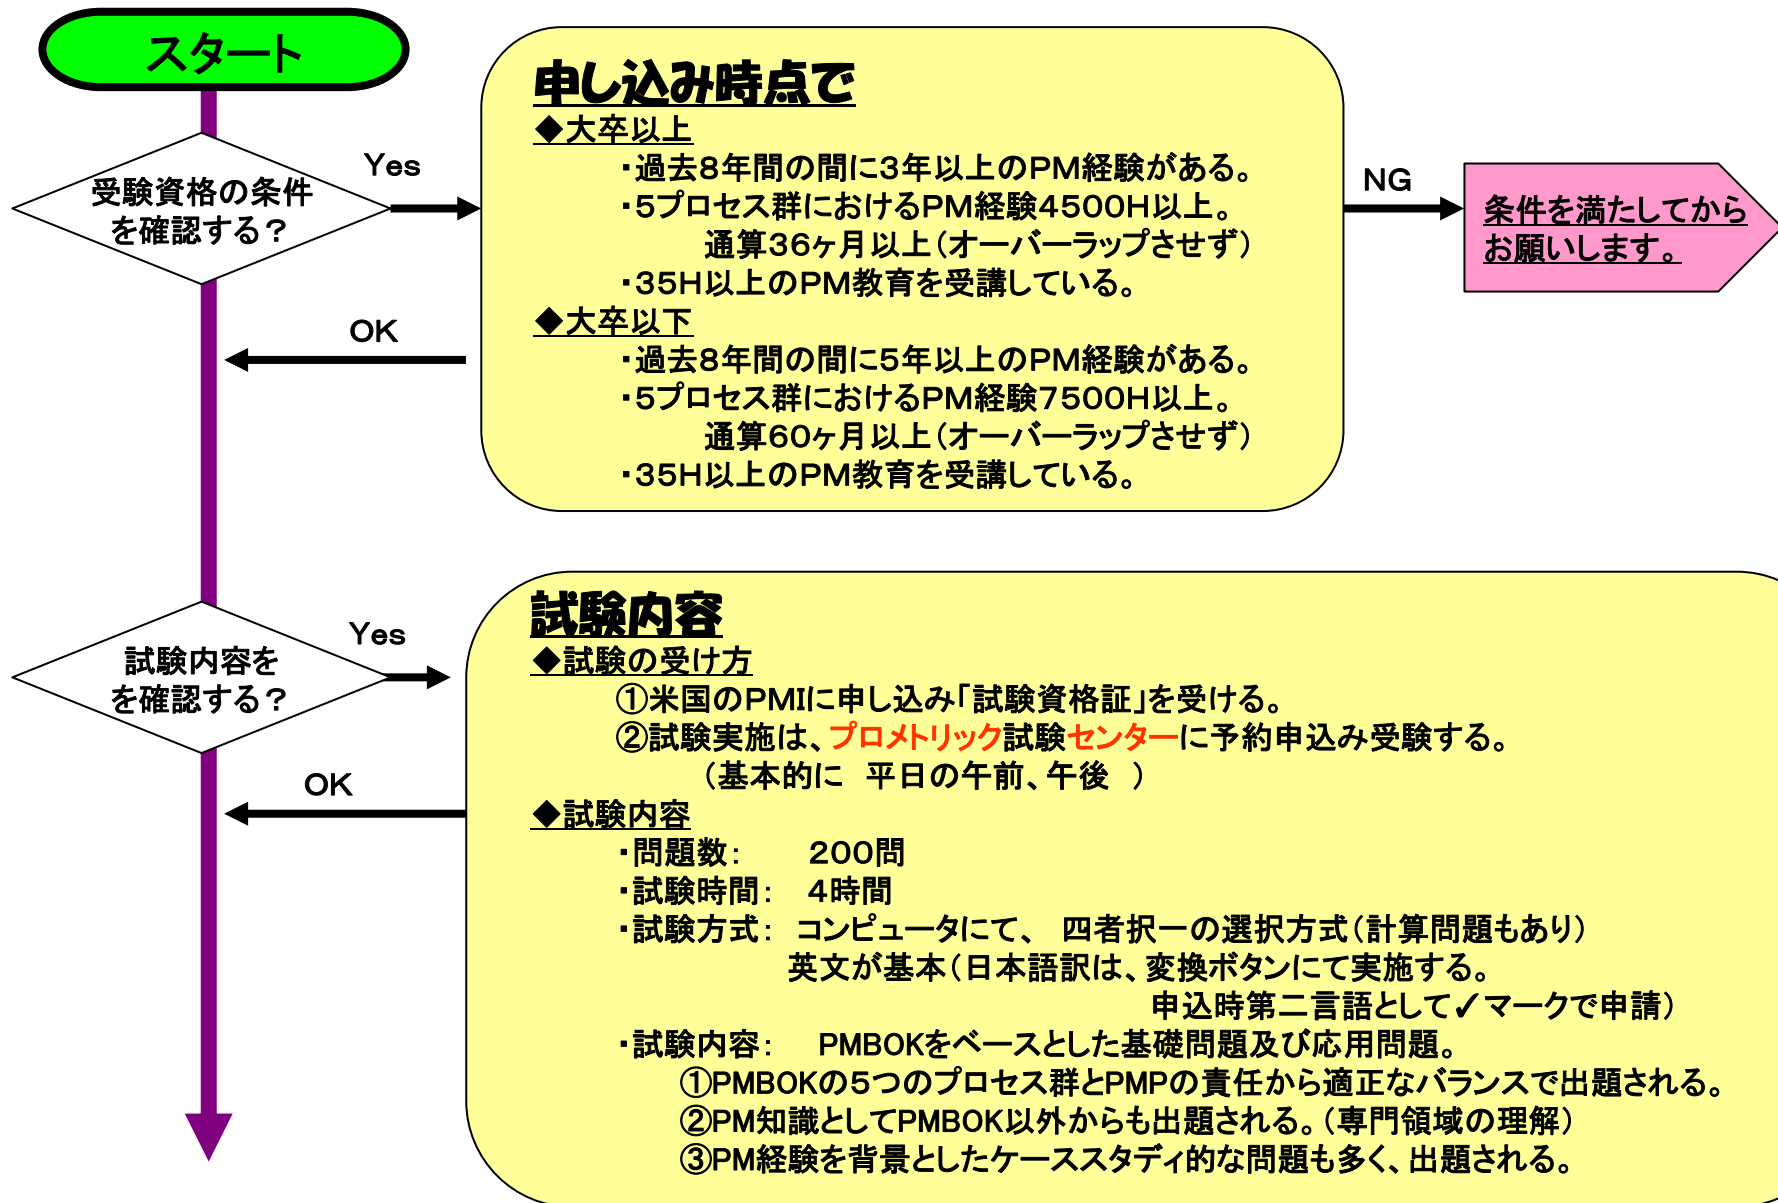 スタート
受験資格の条件
を確認する？
Yes
申し込み時点で
◆大卒以上
・過去８年間の間に３年以上のＰＭ経験がある。
・５プロセス群におけるＰＭ経験４５００Ｈ以上。
通算３６ヶ月以上（オーバーラップさせず）
・３５Ｈ以上のＰＭ教育を受講している。
◆大卒以下
・過去８年間の間に５年以上のＰＭ経験がある。
・５プロセス群におけるＰＭ経験７５００Ｈ以上。
通算６０ヶ月以上（オーバーラップさせず）
・３５Ｈ以上のＰＭ教育を受講している。
NG
条件を満たしてから
お願いします。
OK
試験内容を
を確認する？
Yes
試験内容
◆試験の受け方
①米国のＰＭＩに申し込み「試験資格証」を受ける。
②試験実施は、プロメトリック試験センターに予約申込み受験する。
（基本的に　平日の午前、午後　）
◆試験内容
・問題数：　　２００問
・試験時間：　４時間
・試験方式：　コンピュータにて、　四者択一の選択方式（計算問題もあり）
英文が基本（日本語訳は、変換ボタンにて実施する。
申込時第二言語として✓マークで申請）
・試験内容：　PMBOKをベースとした基礎問題及び応用問題。
①PMBOKの５つのプロセス群とPMPの責任から適正なバランスで出題される。
②PM知識としてPMBOK以外からも出題される。（専門領域の理解）
③PM経験を背景としたケーススタディ的な問題も多く、出題される。
OK